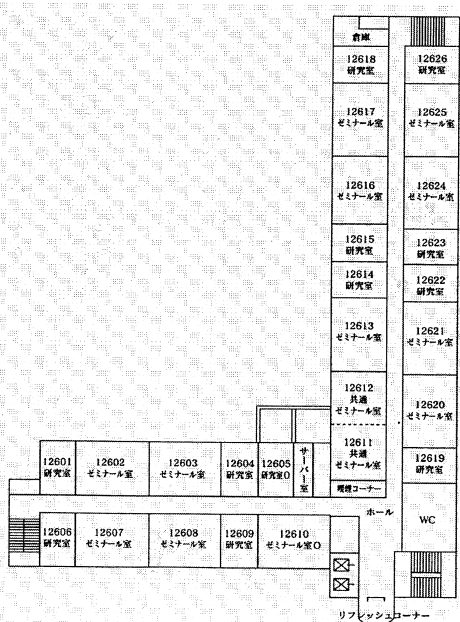 倉庫
12618
研究室
12626
研究室
12617
ゼミナール室
12625
ゼミナール室
12616
ゼミナール室
12624
ゼミナール室
12615
研究室
12623
研究室
12614
研究室
12622
研究室
12613
ゼミナール室
12621
ゼミナール室
12612
共通
ゼミナール室
12620
ゼミナール室
12611
共通
ゼミナール室
12619
研究室
12601
研究室
12602
ゼミナール室
12603
ゼミナール室
12604
研究室
12605
研究室O
サーバー室
喫煙コーナー
ホール
WC
12606
研究室
12607
ゼミナール室
12608
ゼミナール室
12609
研究室
12610
ゼミナール室O
リフレッシュコーナー